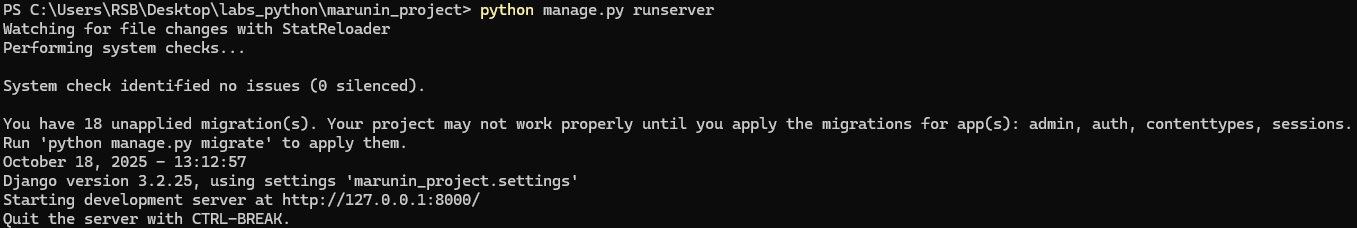 PS C:\Users\RSB\Desktop\labs_python\marunin_project> python manage.py runserver
Watching for file changes with StatReloader
Performing system checks...
System check identified no issues (0 silenced).
You have 18 unapplied migration(s). Your project may not work properly until you apply the migrations for app(s): admin, auth, contenttypes, sessions.
Run 'python manage.py migrate' to apply them.
October 18, 2025 - 13:12:57
Django version 3.2.25, using settings 'marunin_project.settings'
Starting development server at http://127.0.0.1:8000/
Quit the server with CTRL-BREAK.